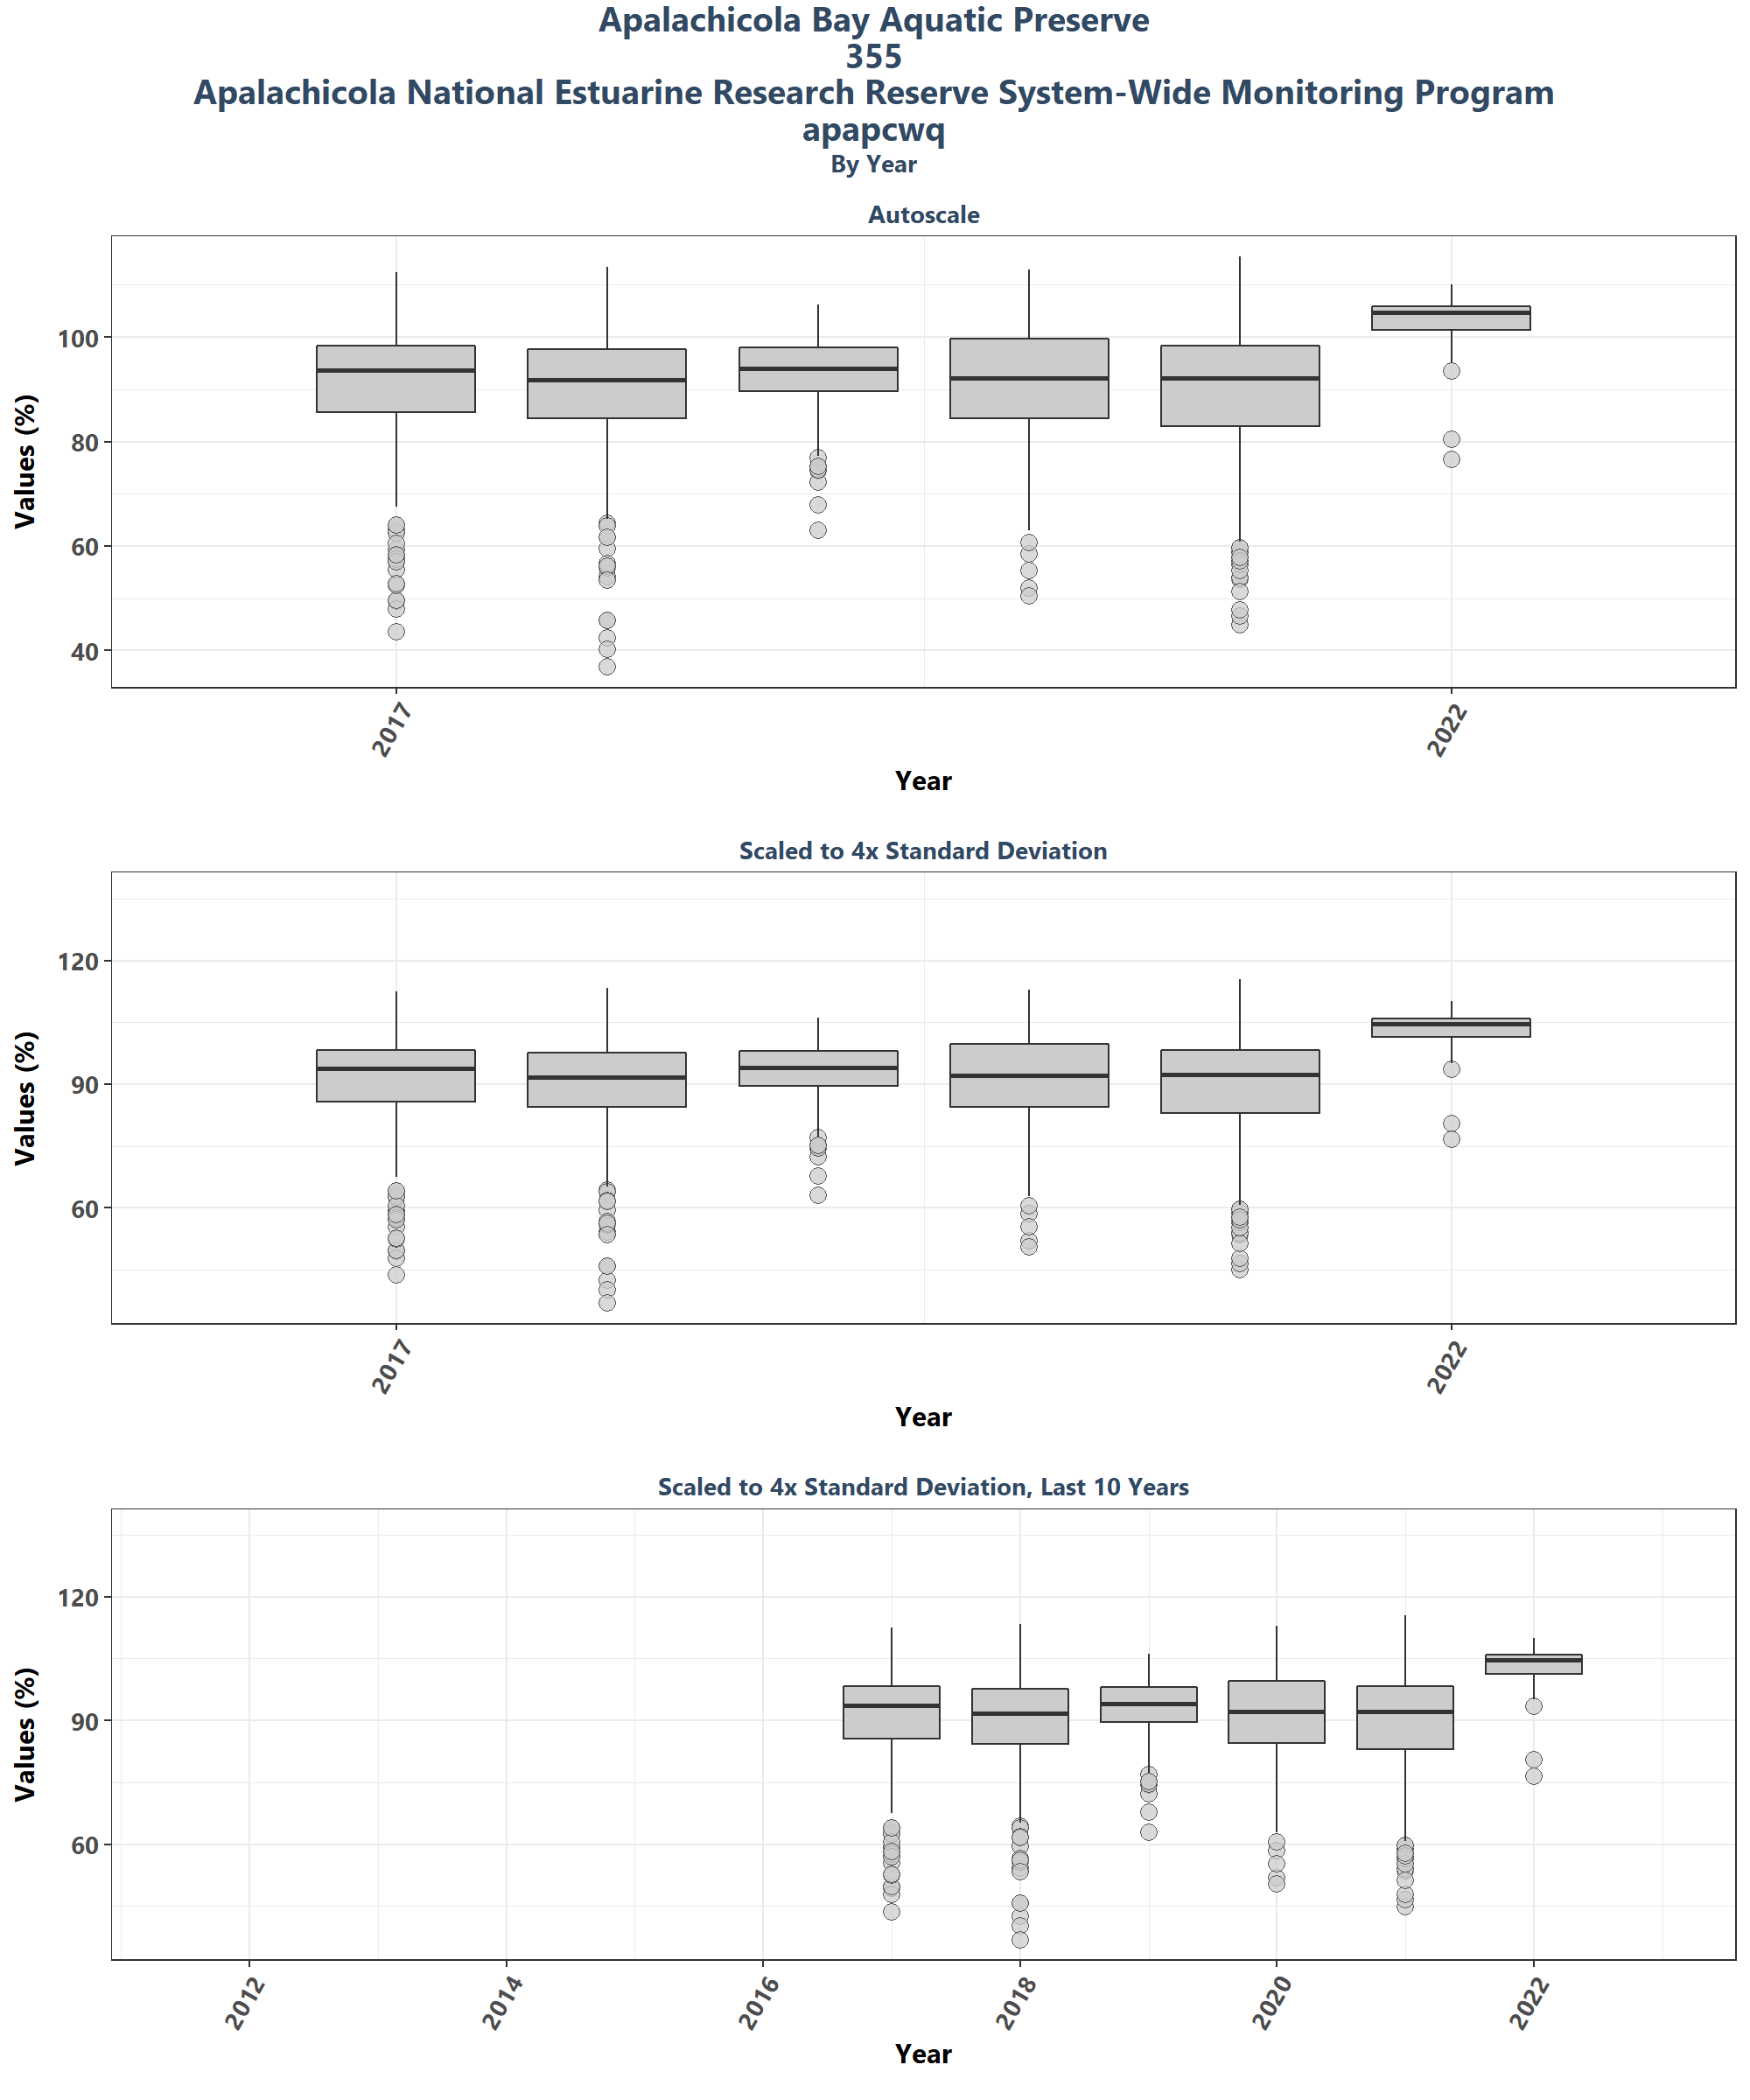 Apalachicola Bay Aquatic Preserve
355
Apalachicola National Estuarine Research Reserve System-Wide Monitoring Program
apapcwq
By Year
Autoscale
Values (%)
100
80
60
40
2017
2022
Year
Scaled to 4x Standard Deviation
Values (%)
120
90
60
2017
2022
Year
Scaled to 4x Standard Deviation, Last 10 Years
Values (%)
120
90
60
2012
2014
2016
2018
2020
2022
Year